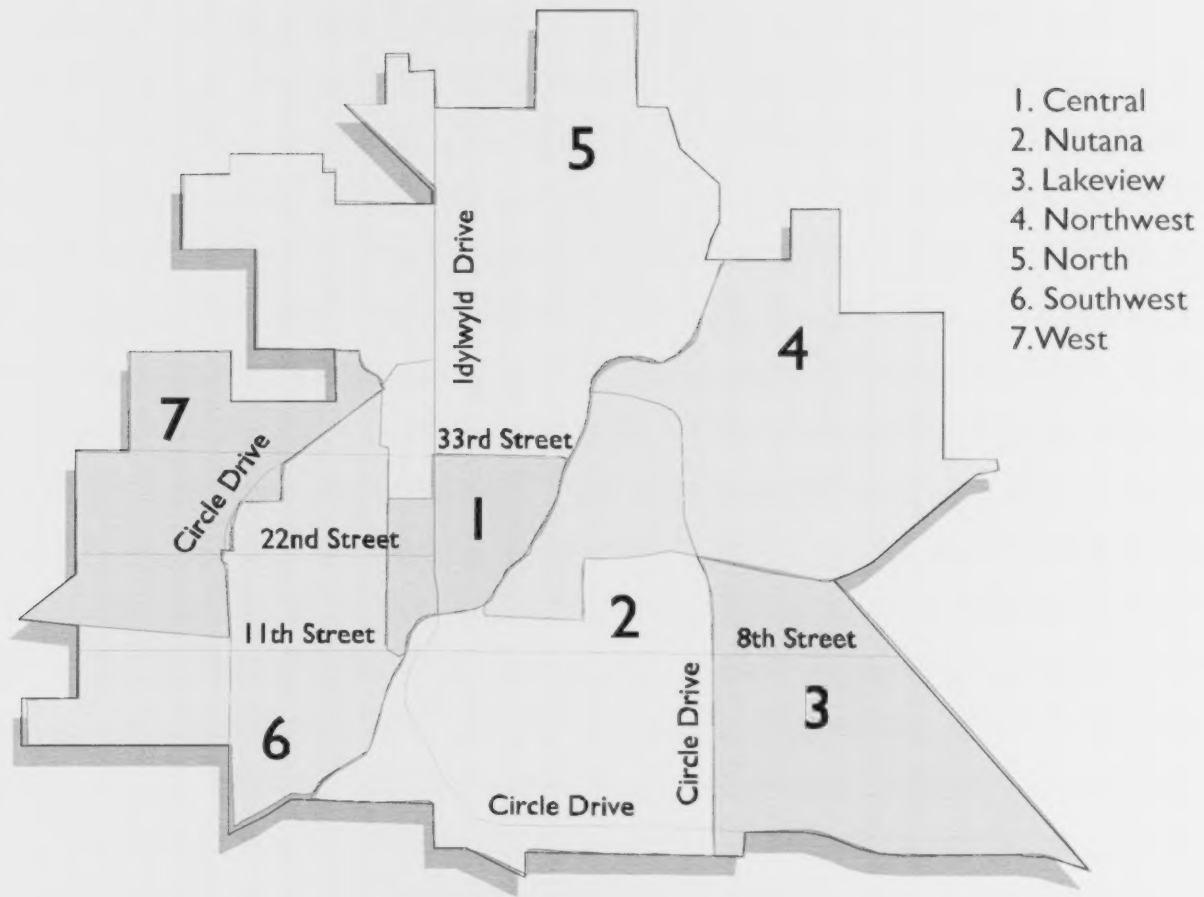 1. Central
2. Nutana
3. Lakeview
4. Northwest
5. North
6. Southwest
7. West
5
Idylwyld Drive
4
7
33rd Street
Circle Drive
1
22nd Street
2
11th Street
8th Street
Circle Drive
3
6
Circle Drive